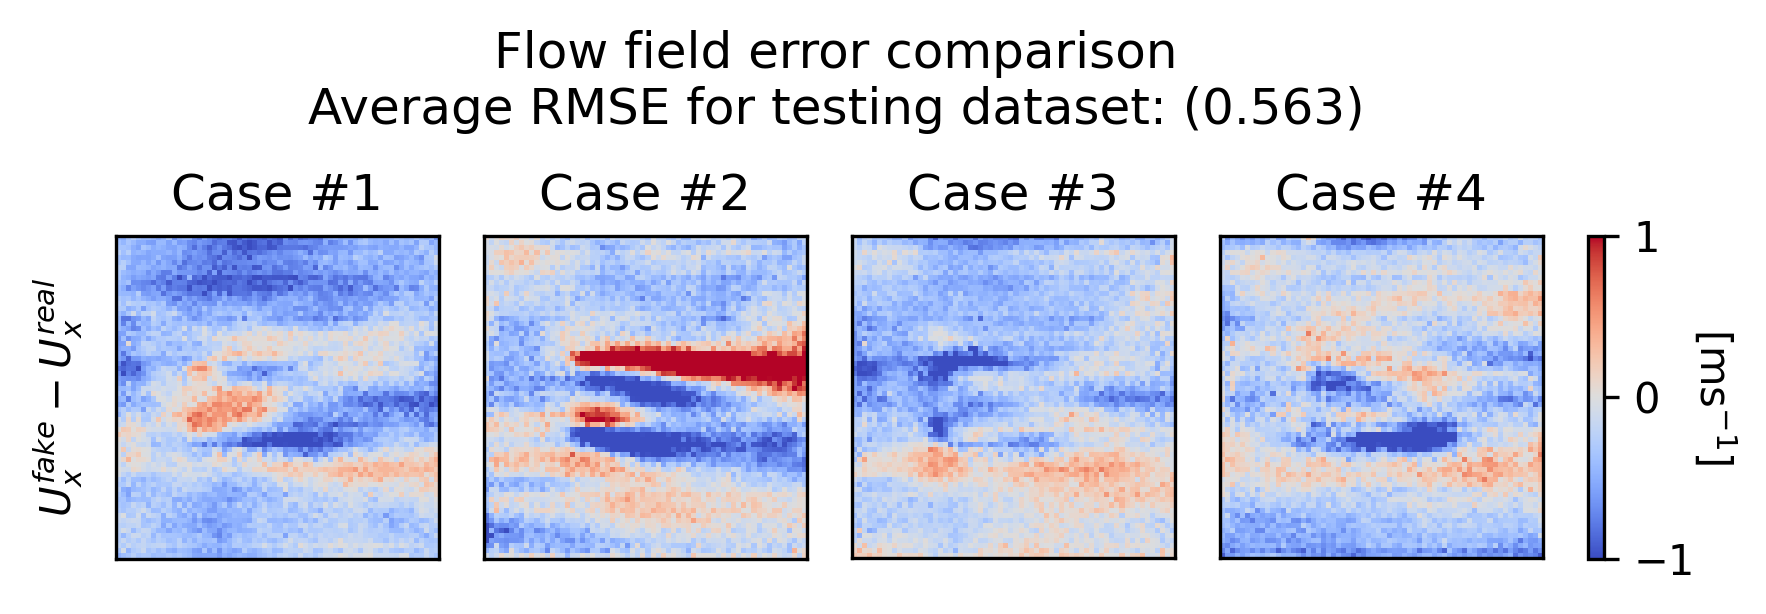 Flow field error comparison
Average RMSE for testing dataset: (0.563)
Case #1 Case #2 Case #3 Case #4
U_x^{fake} − U_x^{real}
1
0
−1
[ms⁻¹]